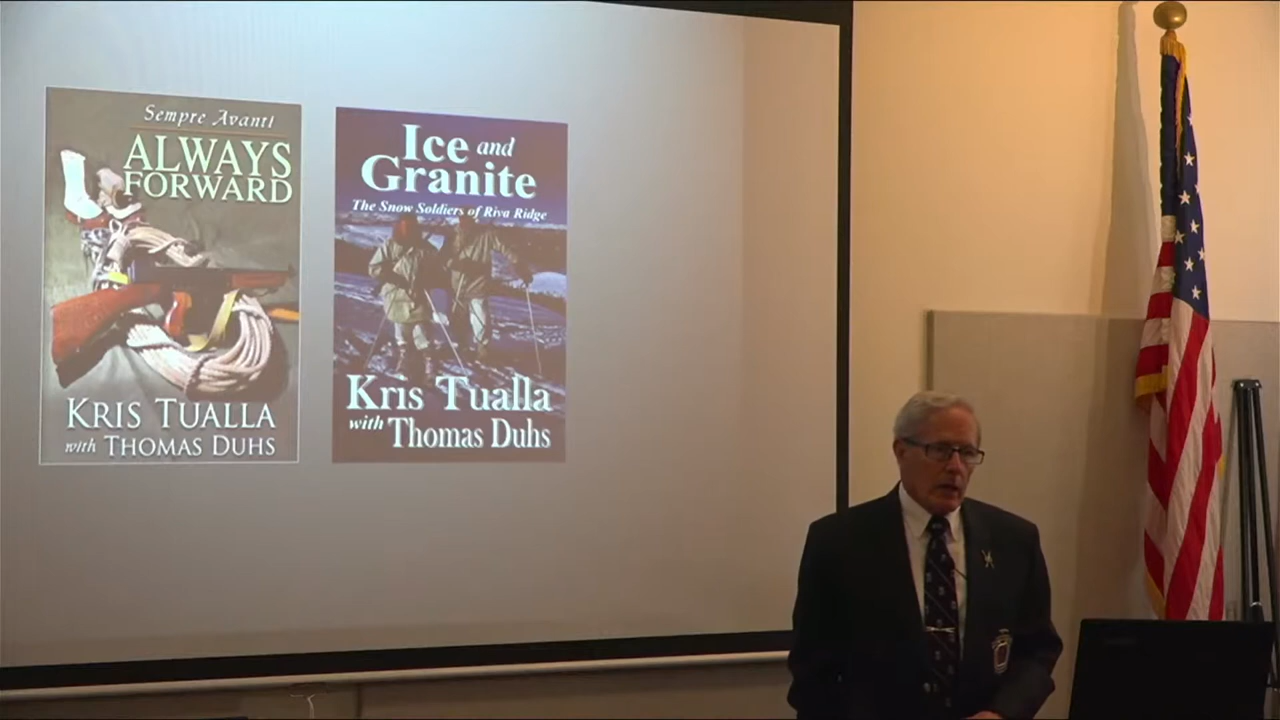 Sempre Avanti
ALWAYS
FORWARD
KRIS TUALLA
with THOMAS DUHS
Ice and
Granite
The Snow Soldiers of Riva Ridge
Kris Tualla
with Thomas Duhs